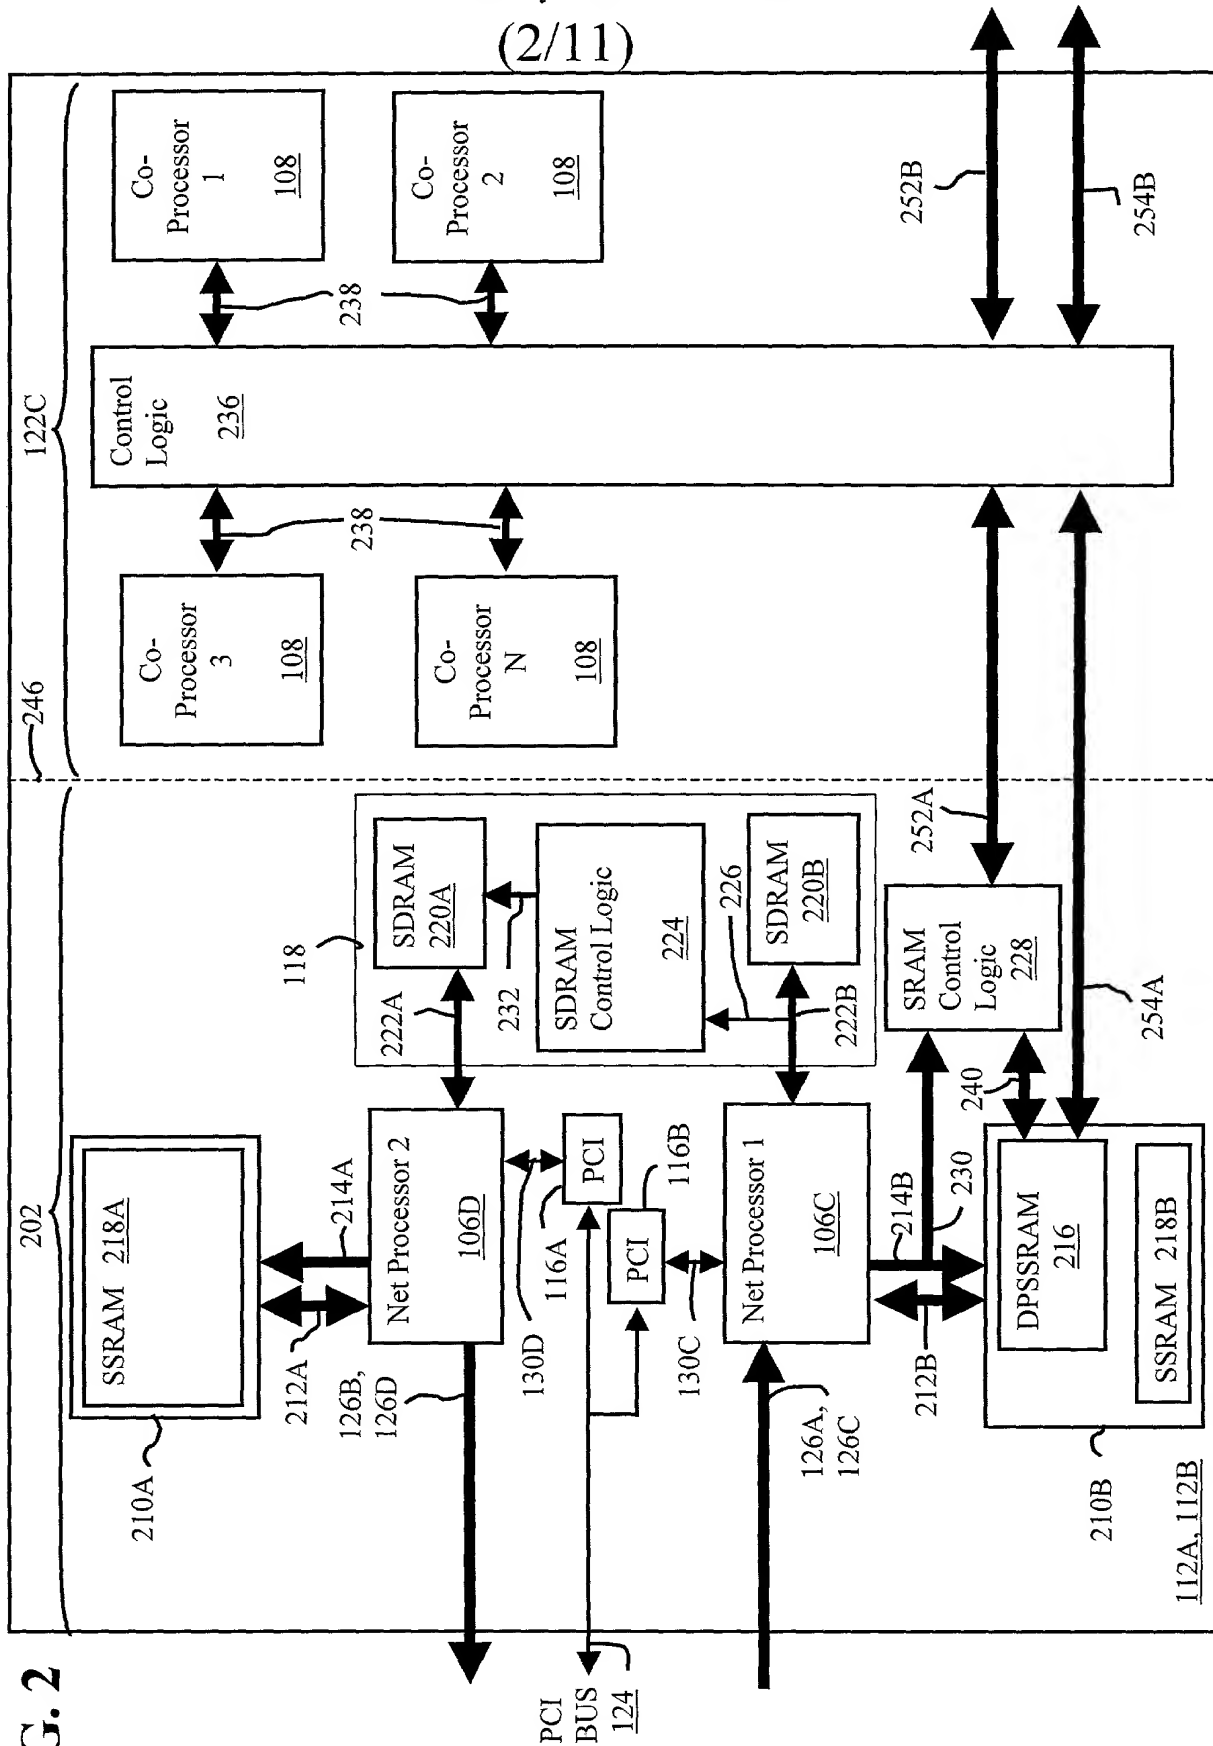 (2/11)
G. 2
202
246
122C
210A
SSRAM 218A
212A
214A
126B,
126D
Net Processor 2
106D
222A
118
SDRAM
220A
232
SDRAM
Control Logic
224
226
SDRAM
220B
222B
130D
116A
PCI
116B
PCI
130C
PCI
BUS
124
Net Processor 1
106C
126A,
126C
212B
214B
230
240
SRAM
Control
Logic
228
252A
254A
DPSSRAM
216
SSRAM 218B
210B
112A, 112B
Co-
Processor
3
108
Co-
Processor
N
108
238
Control
Logic
236
238
Co-
Processor
1
108
Co-
Processor
2
108
252B
254B